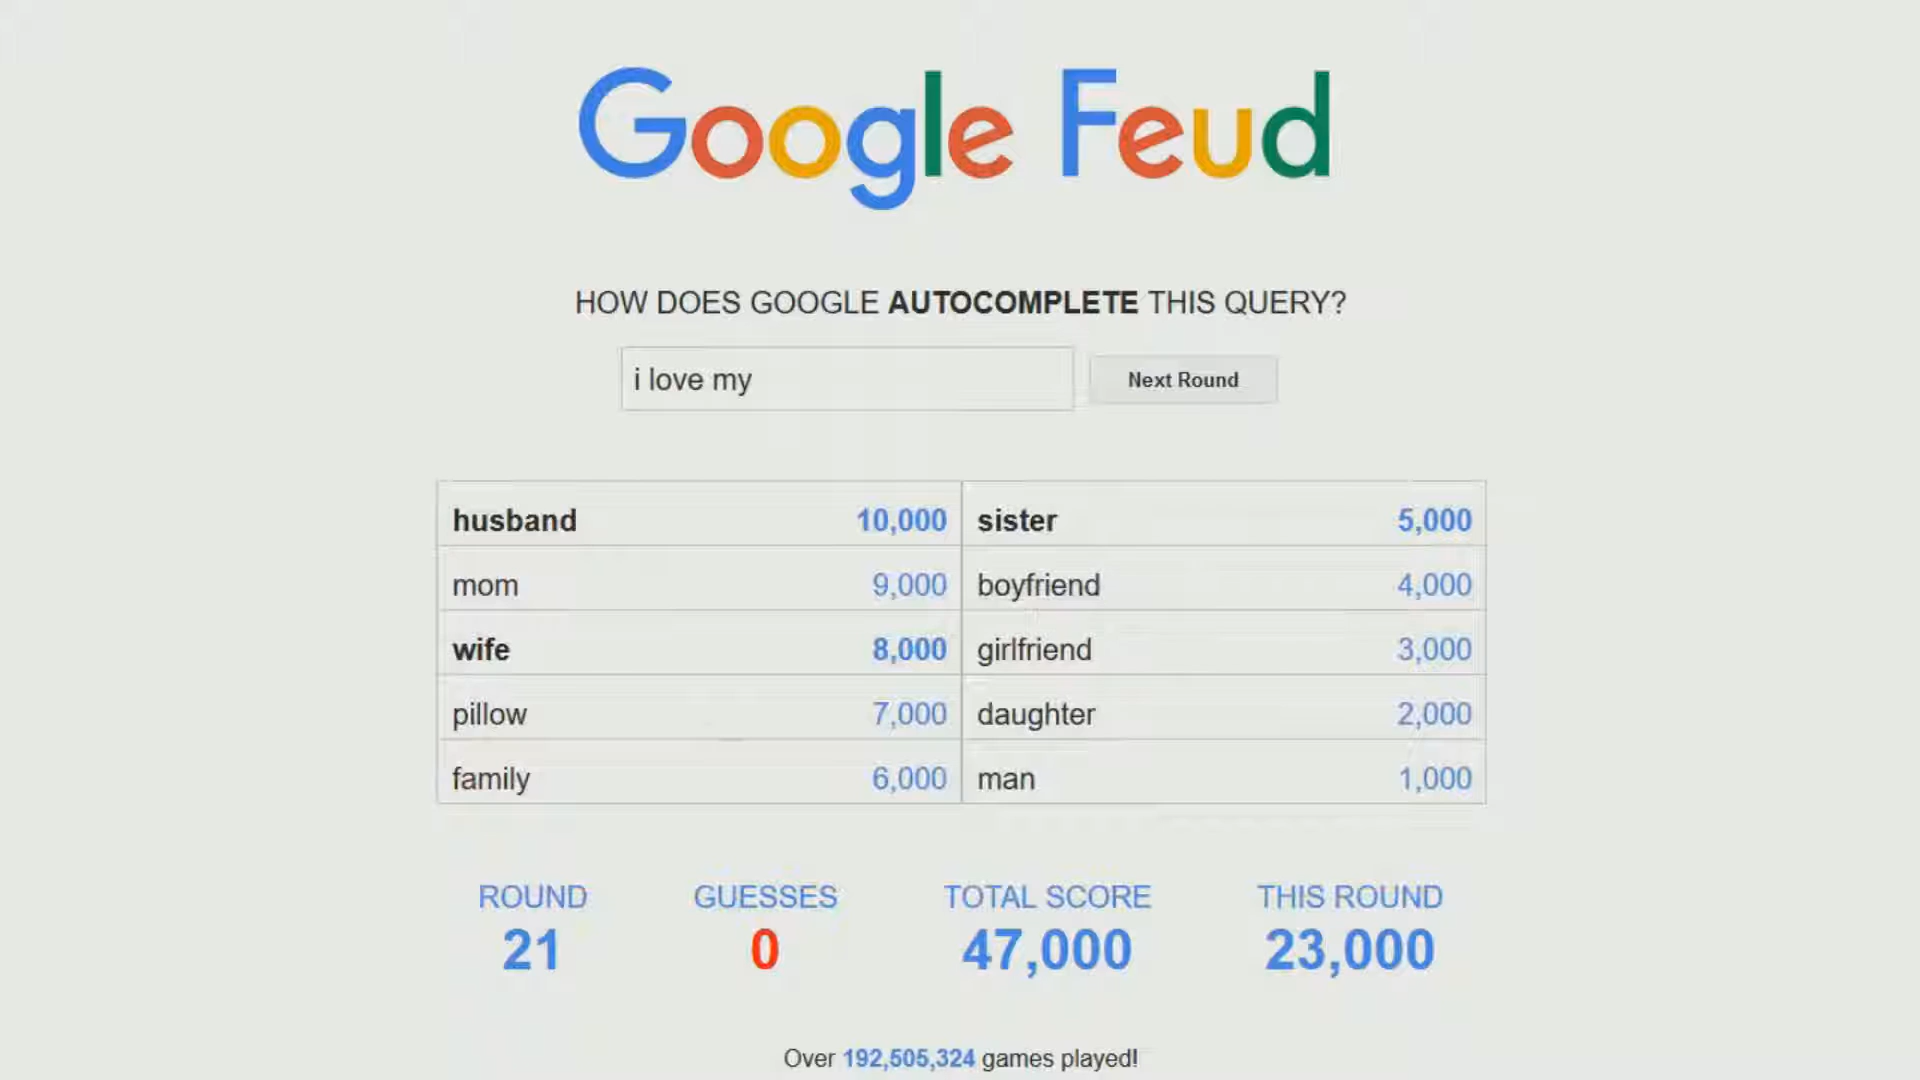 Google Feud
HOW DOES GOOGLE AUTOCOMPLETE THIS QUERY?
i love my
Next Round
husband 10,000
mom 9,000
wife 8,000
pillow 7,000
family 6,000
sister 5,000
boyfriend 4,000
girlfriend 3,000
daughter 2,000
man 1,000
ROUND
21
GUESSES
0
TOTAL SCORE
47,000
THIS ROUND
23,000
Over 192,505,324 games played!